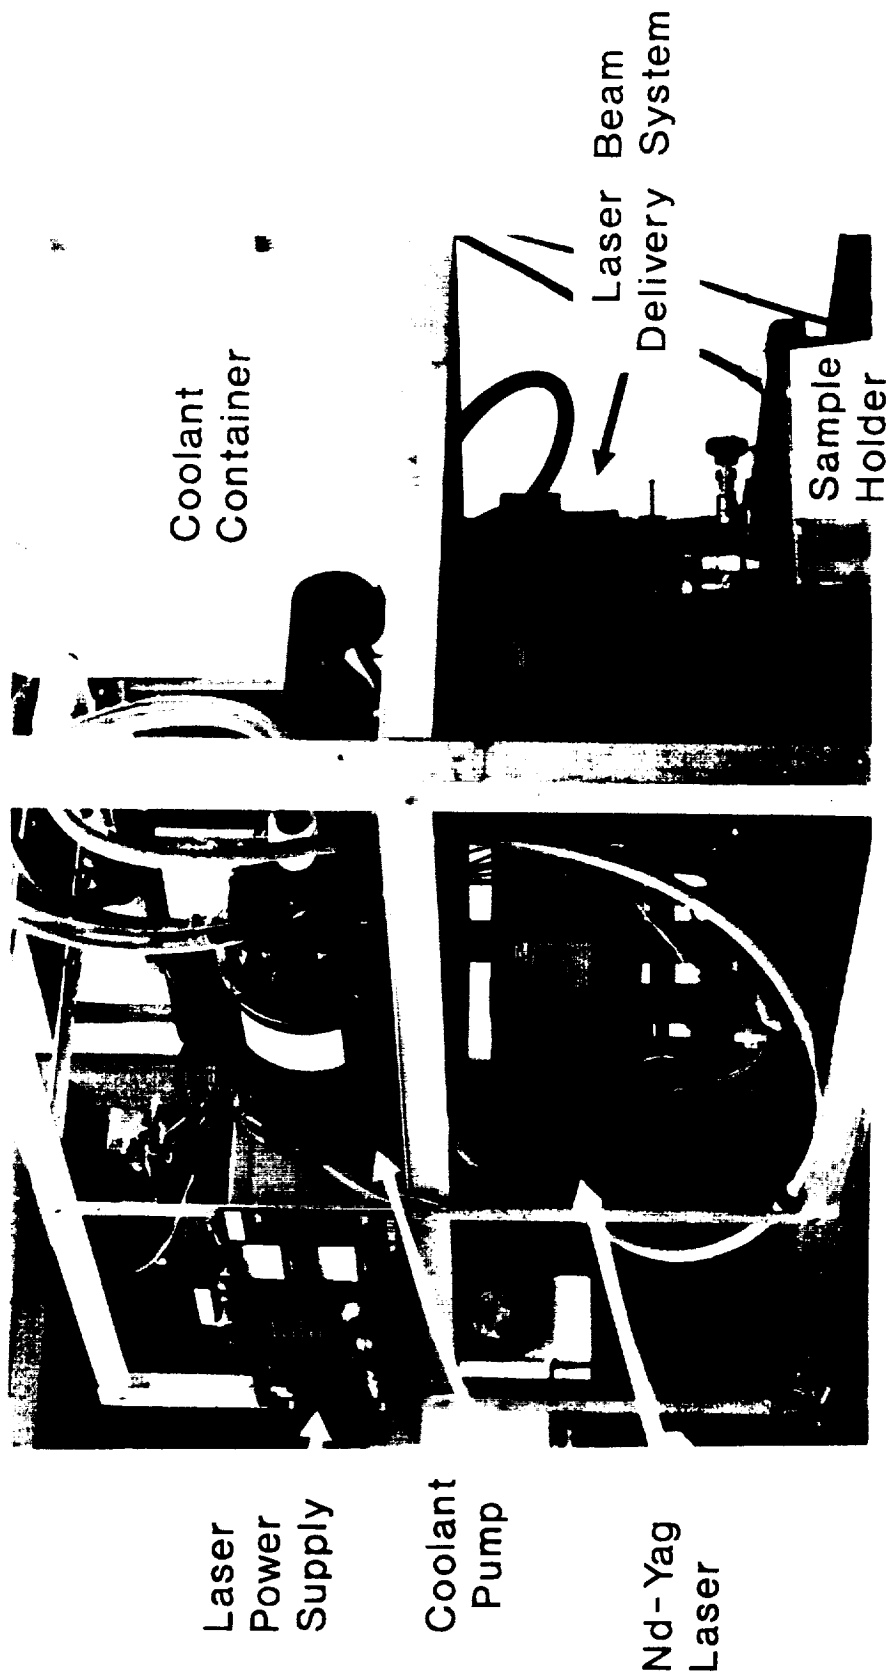 Laser
Power
Supply
Coolant
Pump
Nd-Yag
Laser
Coolant
Container
Laser Beam
Delivery System
Sample
Holder